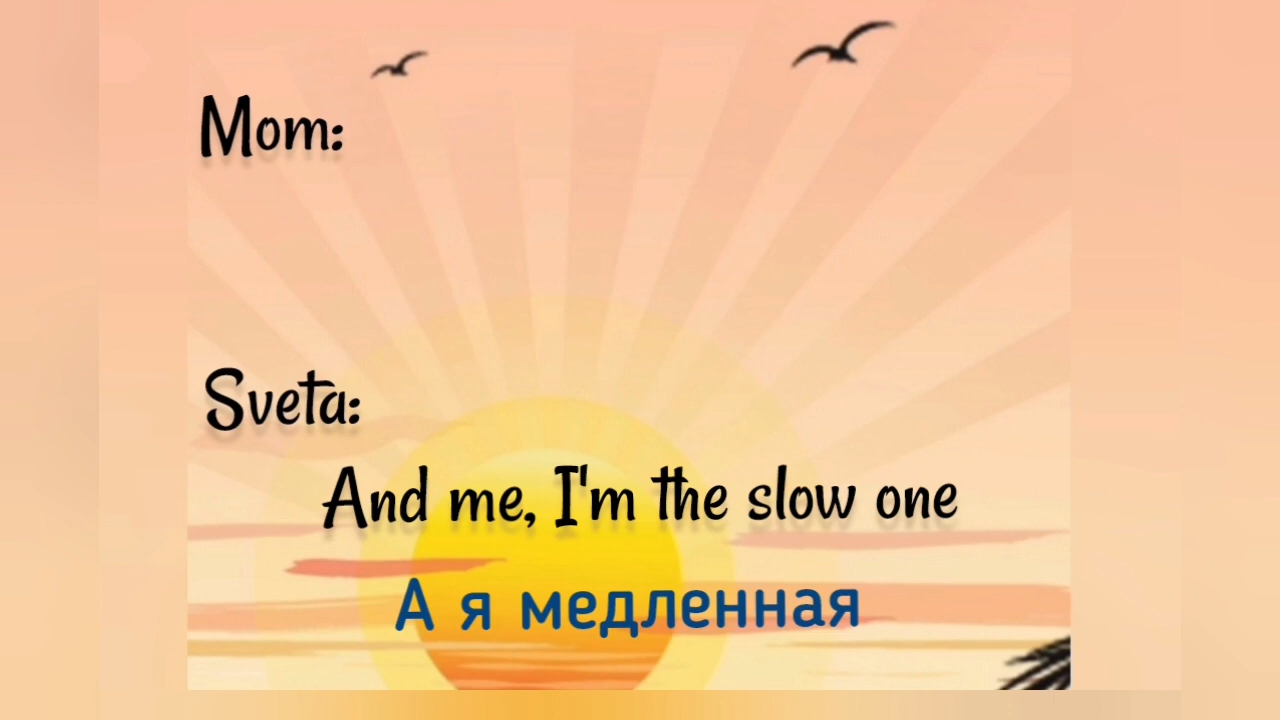 Mom:
Sveta:
And me, I'm the slow one
А я медленная